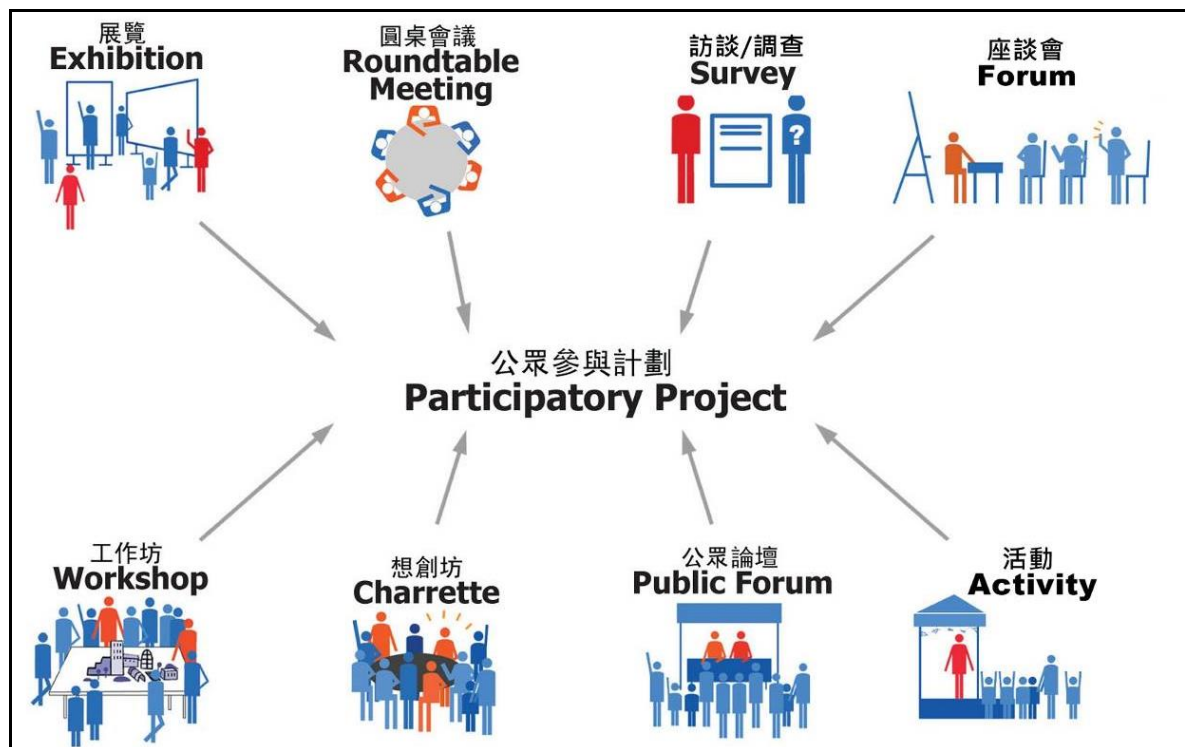 展覽
Exhibition
圓桌會議
Roundtable
Meeting
訪談/調查
Survey
?
座談會
Forum
公眾參與計劃
Participatory Project
工作坊
Workshop
想創坊
Charrette
公眾論壇
Public Forum
活動
Activity